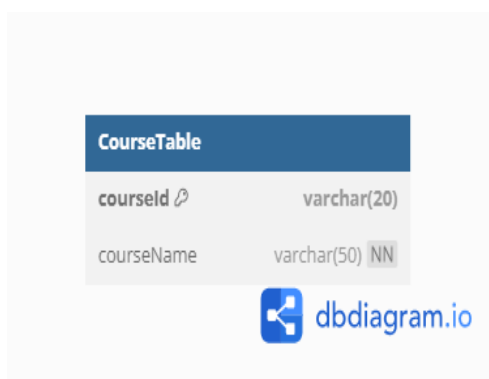 CourseTable
courseId varchar(20)
courseName varchar(50) NN
dbdiagram.io